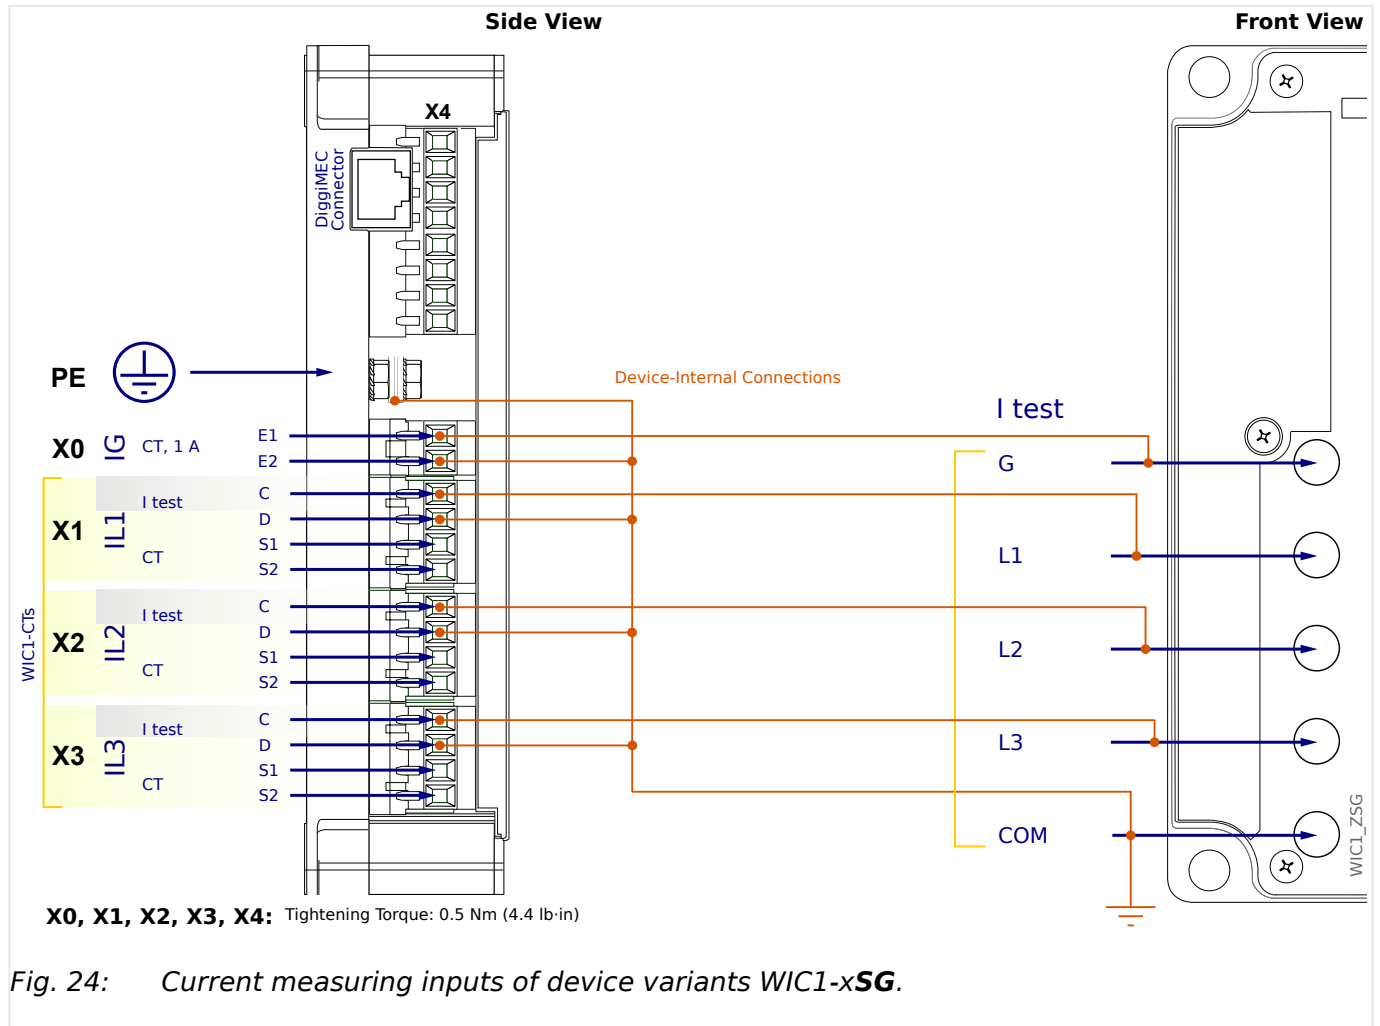 Side View
Front View
X4
DiggiMEC
Connector
PE
Device-Internal Connections
I test
X0 IG CT, 1 A E1
E2
G
X1 IL1 I test C
D
CT S1
S2
L1
WIC1-CTs
X2 IL2 I test C
D
CT S1
S2
L2
X3 IL3 I test C
D
CT S1
S2
L3
COM
WIC1_ZSG
X0, X1, X2, X3, X4: Tightening Torque: 0.5 Nm (4.4 lb·in)
Fig. 24: Current measuring inputs of device variants WIC1-xSG.